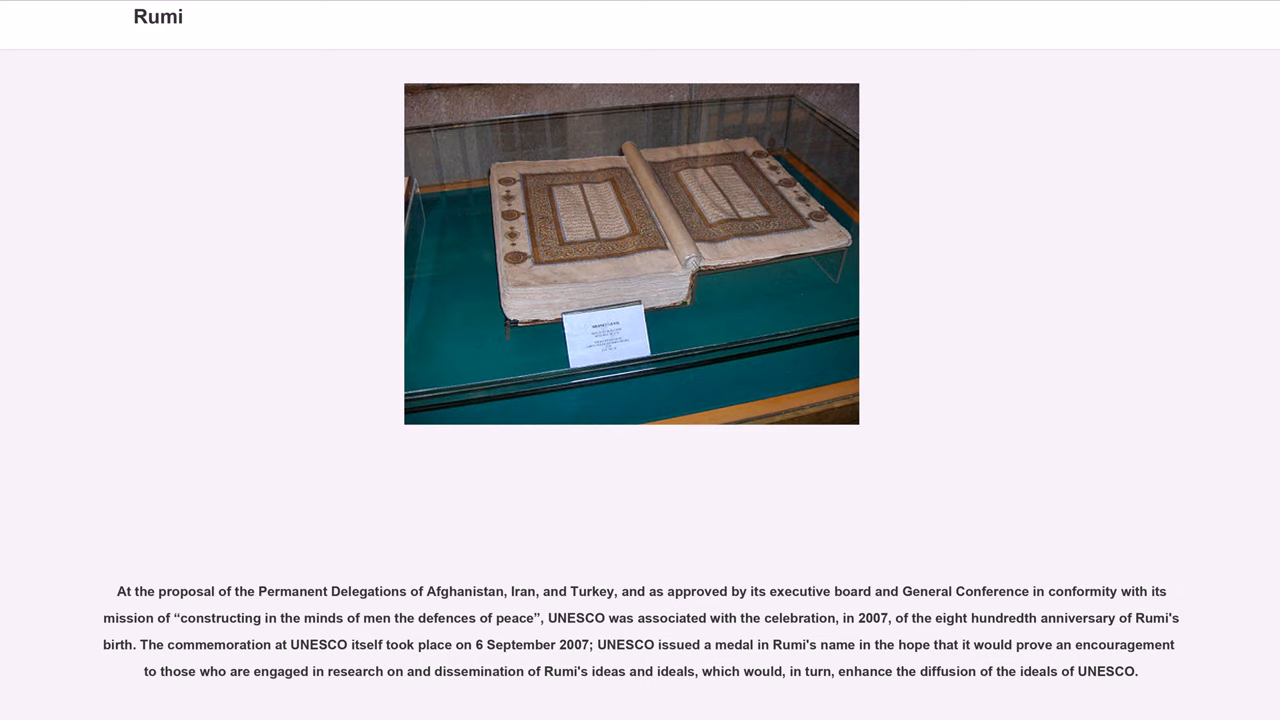 Rumi
At the proposal of the Permanent Delegations of Afghanistan, Iran, and Turkey, and as approved by its executive board and General Conference in conformity with its
mission of “constructing in the minds of men the defences of peace”, UNESCO was associated with the celebration, in 2007, of the eight hundredth anniversary of Rumi's
birth. The commemoration at UNESCO itself took place on 6 September 2007; UNESCO issued a medal in Rumi's name in the hope that it would prove an encouragement
to those who are engaged in research on and dissemination of Rumi's ideas and ideals, which would, in turn, enhance the diffusion of the ideals of UNESCO.